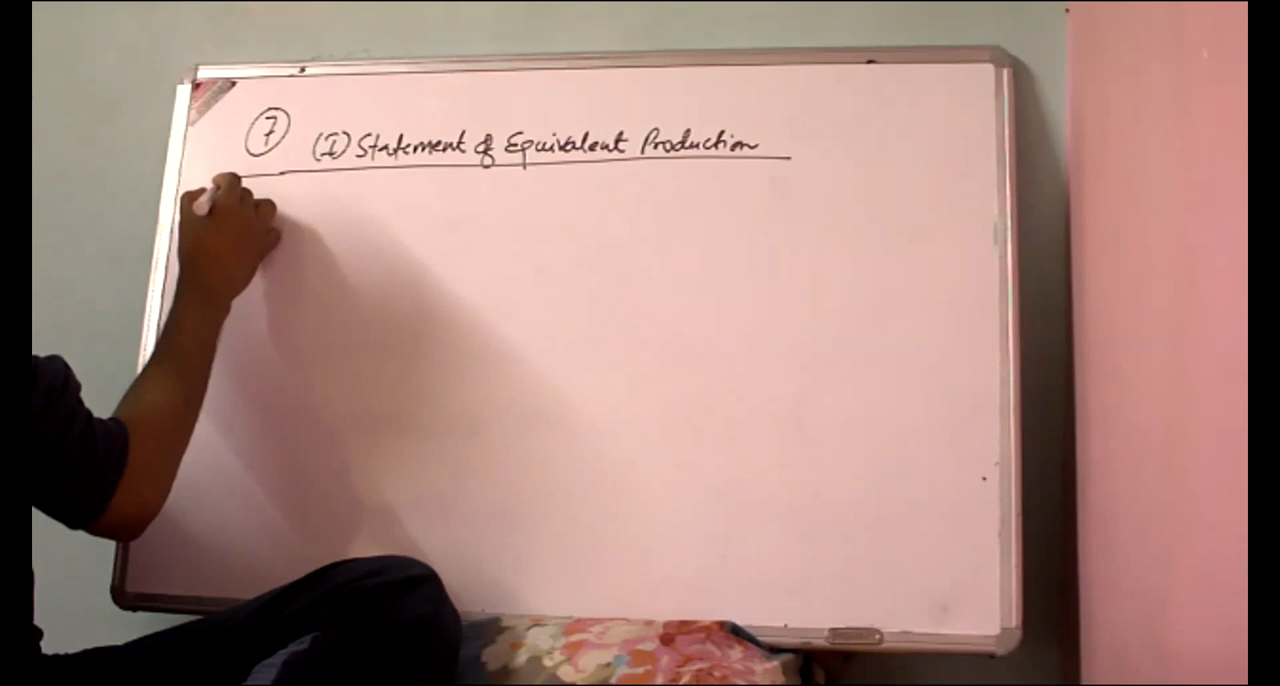 7 (I) Statement of Equivalent Production